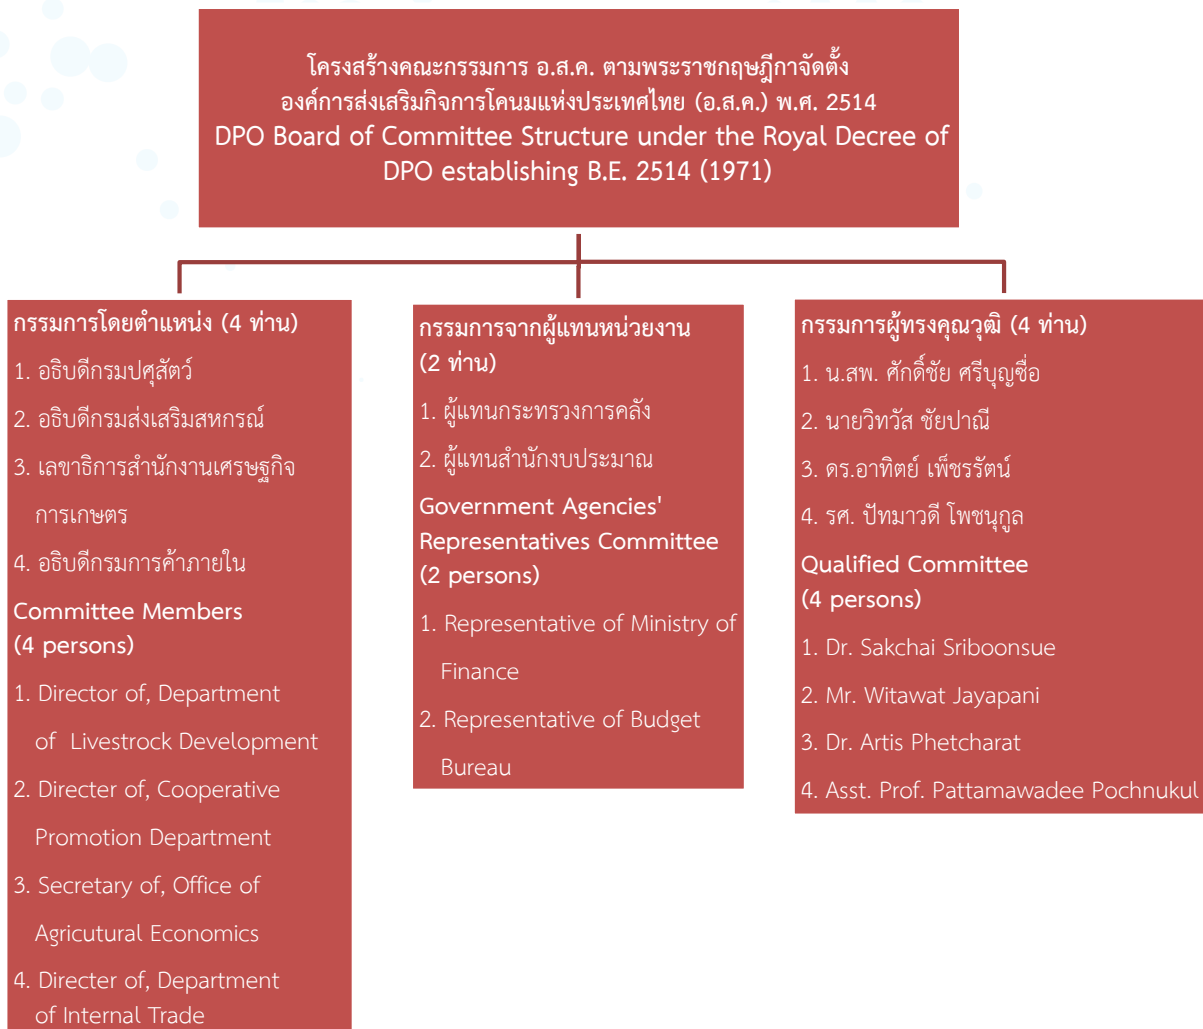 โครงสร้างคณะกรรมการ อ.ส.ค. ตามพระราชกฤษฎีกาจัดตั้ง
องค์การส่งเสริมกิจการโคนมแห่งประเทศไทย (อ.ส.ค.) พ.ศ. 2514
DPO Board of Committee Structure under the Royal Decree of
DPO establishing B.E. 2514 (1971)
กรรมการโดยตำแหน่ง (4 ท่าน)
1. อธิบดีกรมปศุสัตว์
2. อธิบดีกรมส่งเสริมสหกรณ์
3. เลขาธิการสำนักงานเศรษฐกิจ
การเกษตร
4. อธิบดีกรมการค้าภายใน
Committee Members
(4 persons)
1. Director of, Department
of Livestrock Development
2. Directer of, Cooperative
Promotion Department
3. Secretary of, Office of
Agricutural Economics
4. Directer of, Department
of Internal Trade
กรรมการจากผู้แทนหน่วยงาน
(2 ท่าน)
1. ผู้แทนกระทรวงการคลัง
2. ผู้แทนสำนักงบประมาณ
Government Agencies'
Representatives Committee
(2 persons)
1. Representative of Ministry of
Finance
2. Representative of Budget
Bureau
กรรมการผู้ทรงคุณวุฒิ (4 ท่าน)
1. น.สพ. ศักดิ์ชัย ศรีบุญซื่อ
2. นายวิทวัส ชัยปาณี
3. ดร.อาทิตย์ เพ็ชรรัตน์
4. รศ. ปัทมาวดี โพชนุกูล
Qualified Committee
(4 persons)
1. Dr. Sakchai Sriboonsue
2. Mr. Witawat Jayapani
3. Dr. Artis Phetcharat
4. Asst. Prof. Pattamawadee Pochnukul